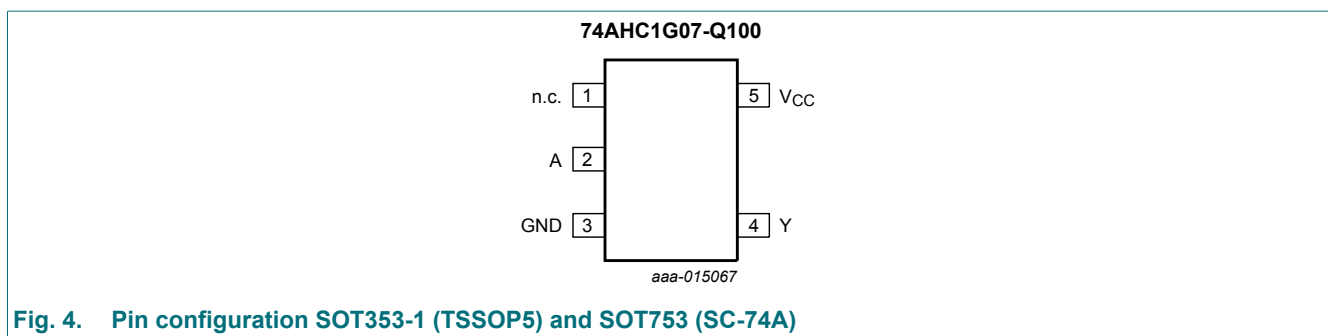 74AHC1G07-Q100
n.c. 1 5 VCC
A 2
GND 3 4 Y
aaa-015067
Fig. 4. Pin configuration SOT353-1 (TSSOP5) and SOT753 (SC-74A)